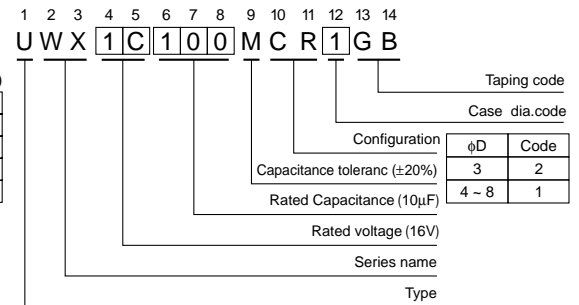 1 2 3 4 5 6 7 8 9 10 11 12 13 14
U W X 1 C 1 0 0 M C R 1 G B
)
Taping code
Case dia.code
Configuration
Capacitance toleranc (±20%)
Rated Capacitance (10µF)
Rated voltage (16V)
Series name
Type
ϕD Code
3 2
4 ~ 8 1